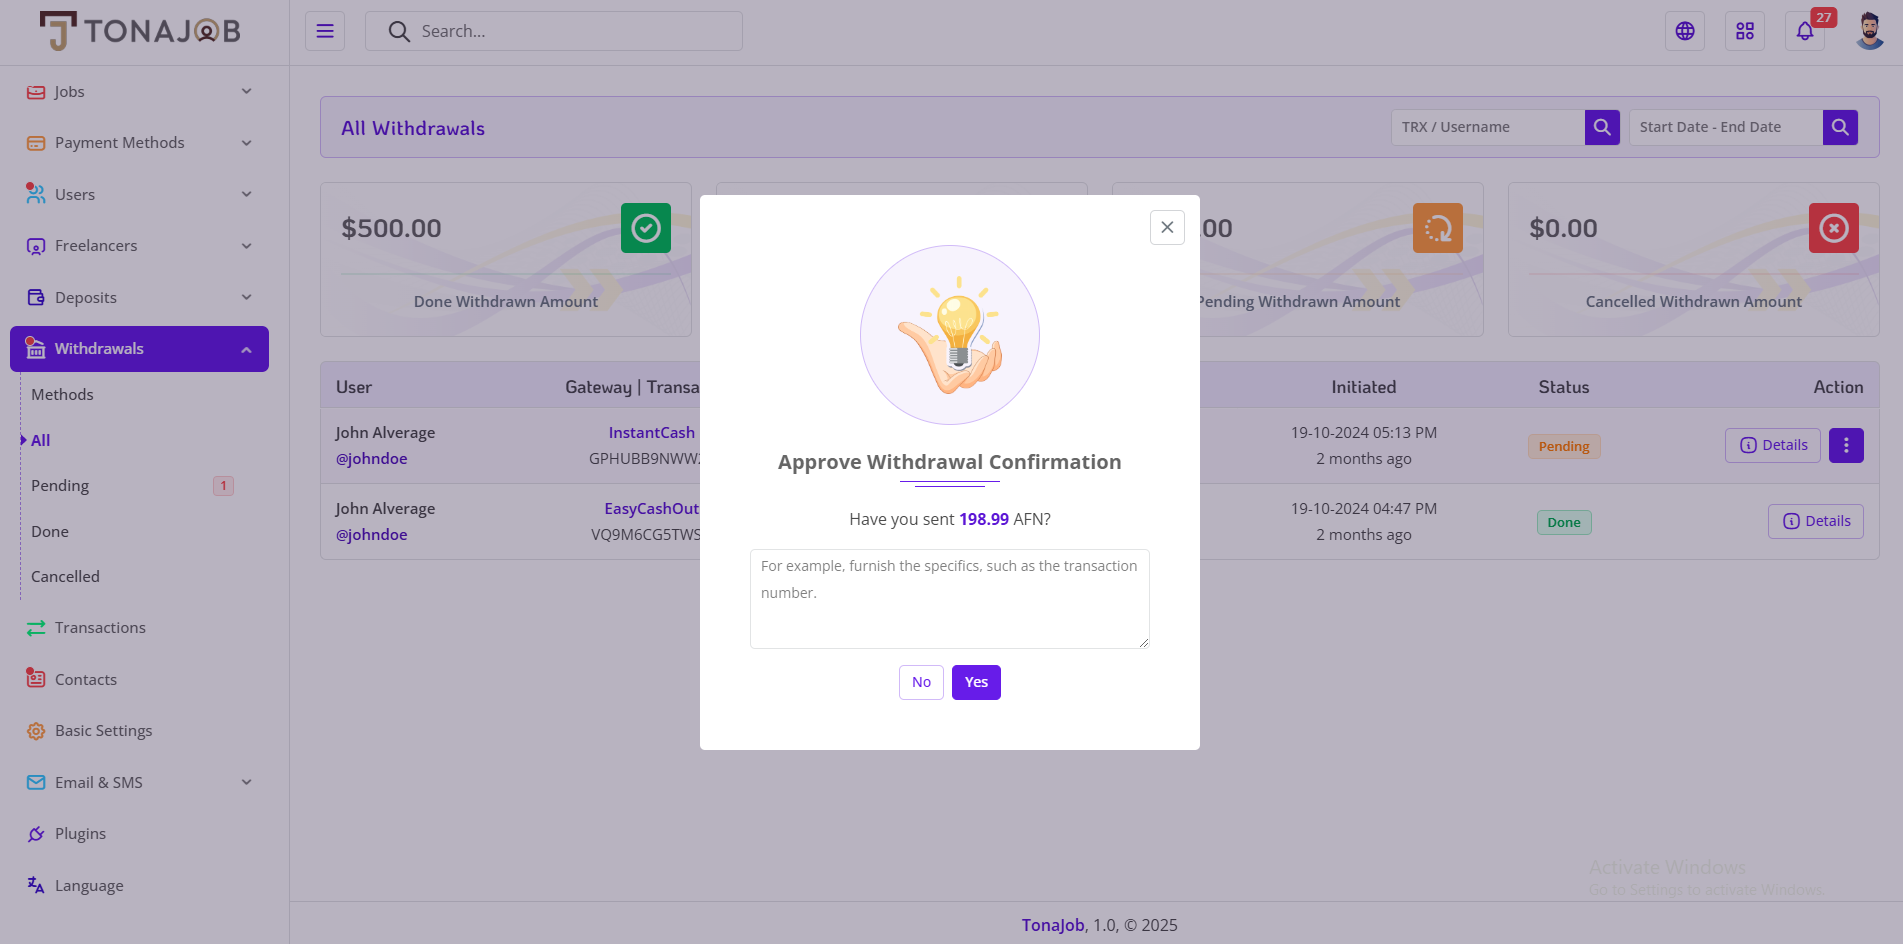 TONAJOB
Search...
27
Jobs
Payment Methods
Users
Freelancers
Deposits
Withdrawals
Methods
All
Pending
1
Done
Cancelled
Transactions
Contacts
Basic Settings
Email & SMS
Plugins
Language
All Withdrawals
TRX / Username
Start Date - End Date
$500.00
Done Withdrawn Amount
.00
Pending Withdrawn Amount
$0.00
Cancelled Withdrawn Amount
User
Gateway | Transa
Initiated
Status
Action
John Alverage
@johndoe
InstantCash
GPHUBB9NWW
19-10-2024 05:13 PM
2 months ago
Pending
Details
John Alverage
@johndoe
EasyCashOut
VQ9M6CG5TWS
19-10-2024 04:47 PM
2 months ago
Done
Details
Approve Withdrawal Confirmation
Have you sent 198.99 AFN?
For example, furnish the specifics, such as the transaction
number.
No
Yes
Activate Windows
Go to Settings to activate Windows.
TonaJob, 1.0, © 2025